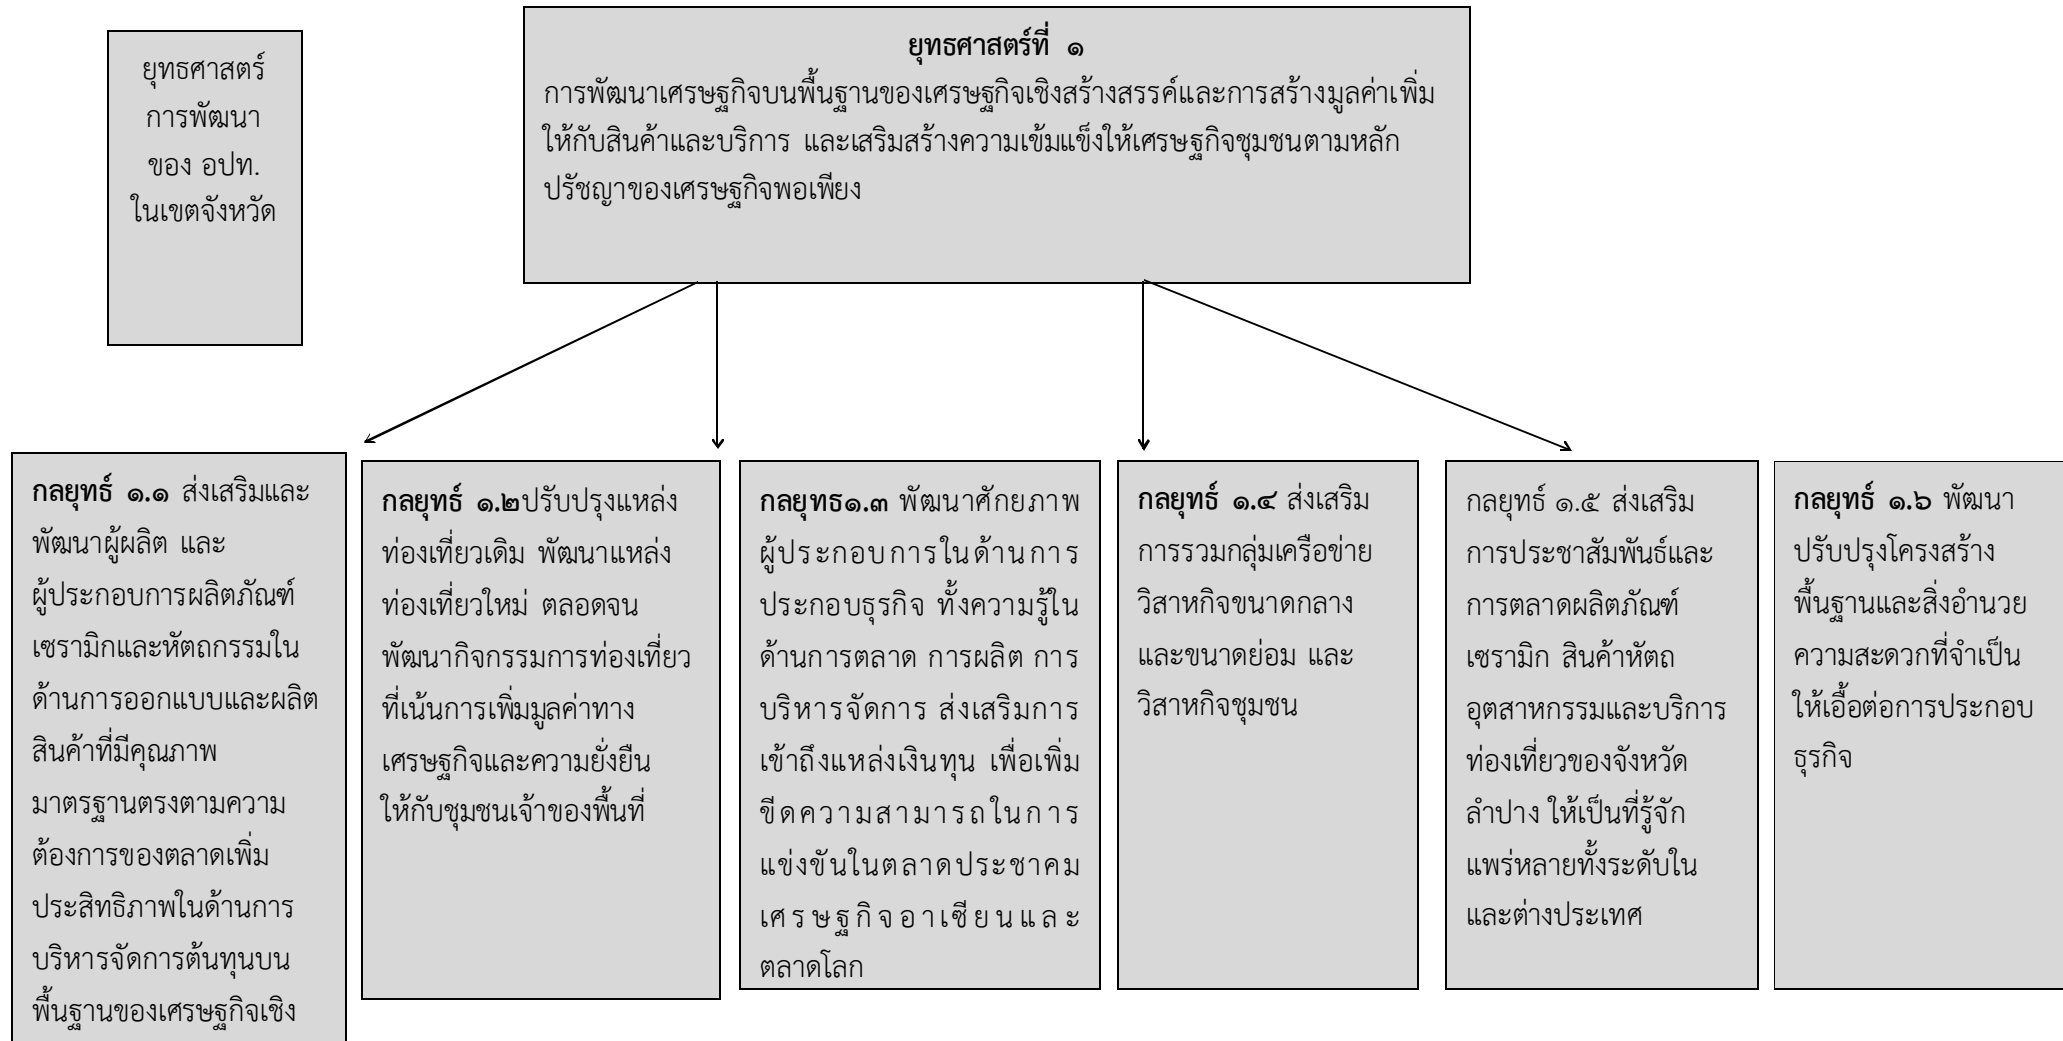 ยุทธศาสตร์
การพัฒนา
ของ อปท.
ในเขตจังหวัด
ยุทธศาสตร์ที่ ๑
การพัฒนาเศรษฐกิจบนพื้นฐานของเศรษฐกิจเชิงสร้างสรรค์และการสร้างมูลค่าเพิ่ม
ให้กับสินค้าและบริการ และเสริมสร้างความเข้มแข็งให้เศรษฐกิจชุมชนตามหลัก
ปรัชญาของเศรษฐกิจพอเพียง
กลยุทธ์ ๑.๑ ส่งเสริมและ
พัฒนาผู้ผลิต และ
ผู้ประกอบการผลิตภัณฑ์
เซรามิกและหัตถกรรมใน
ด้านการออกแบบและผลิต
สินค้าที่มีคุณภาพ
มาตรฐานตรงตามความ
ต้องการของตลาดเพิ่ม
ประสิทธิภาพในด้านการ
บริหารจัดการต้นทุนบน
พื้นฐานของเศรษฐกิจเชิง
กลยุทธ์ ๑.๒ปรับปรุงแหล่ง
ท่องเที่ยวเดิม พัฒนาแหล่ง
ท่องเที่ยวใหม่ ตลอดจน
พัฒนากิจกรรมการท่องเที่ยว
ที่เน้นการเพิ่มมูลค่าทาง
เศรษฐกิจและความยั่งยืน
ให้กับชุมชนเจ้าของพื้นที่
กลยุทธ๑.๓ พัฒนาศักยภาพ
ผู้ประกอบการในด้านการ
ประกอบธุรกิจ ทั้งความรู้ใน
ด้านการตลาด การผลิต การ
บริหารจัดการ ส่งเสริมการ
เข้าถึงแหล่งเงินทุน เพื่อเพิ่ม
ขีดความสามารถในการ
แข่งขันในตลาดประชาคม
เศรษฐกิจอาเซียนและ
ตลาดโลก
กลยุทธ์ ๑.๔ ส่งเสริม
การรวมกลุ่มเครือข่าย
วิสาหกิจขนาดกลาง
และขนาดย่อม และ
วิสาหกิจชุมชน
กลยุทธ์ ๑.๕ ส่งเสริม
การประชาสัมพันธ์และ
การตลาดผลิตภัณฑ์
เซรามิก สินค้าหัตถ
อุตสาหกรรมและบริการ
ท่องเที่ยวของจังหวัด
ลำปาง ให้เป็นที่รู้จัก
แพร่หลายทั้งระดับใน
และต่างประเทศ
กลยุทธ์ ๑.๖ พัฒนา
ปรับปรุงโครงสร้าง
พื้นฐานและสิ่งอำนวย
ความสะดวกที่จำเป็น
ให้เอื้อต่อการประกอบ
ธุรกิจ